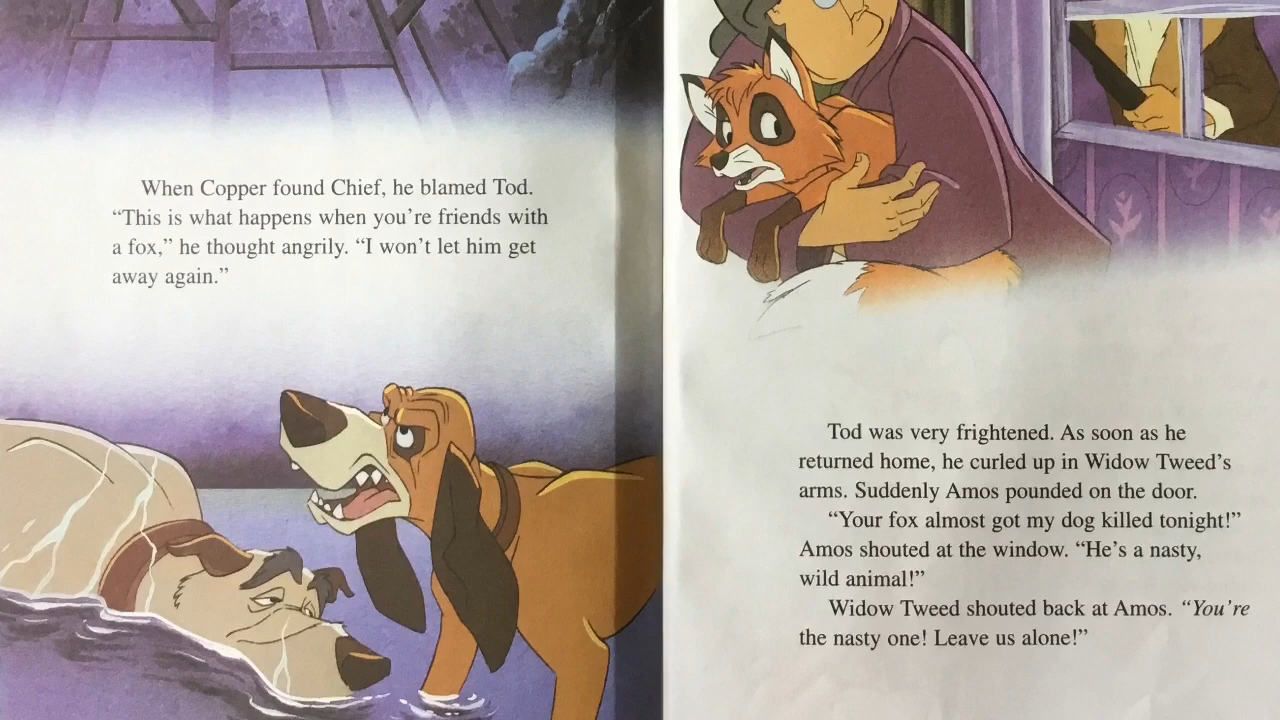 When Copper found Chief, he blamed Tod.
“This is what happens when you’re friends with
a fox,” he thought angrily. “I won’t let him get
away again.”
Tod was very frightened. As soon as he
returned home, he curled up in Widow Tweed’s
arms. Suddenly Amos pounded on the door.
“Your fox almost got my dog killed tonight!”
Amos shouted at the window. “He’s a nasty,
wild animal!”
Widow Tweed shouted back at Amos. “You’re
the nasty one! Leave us alone!”